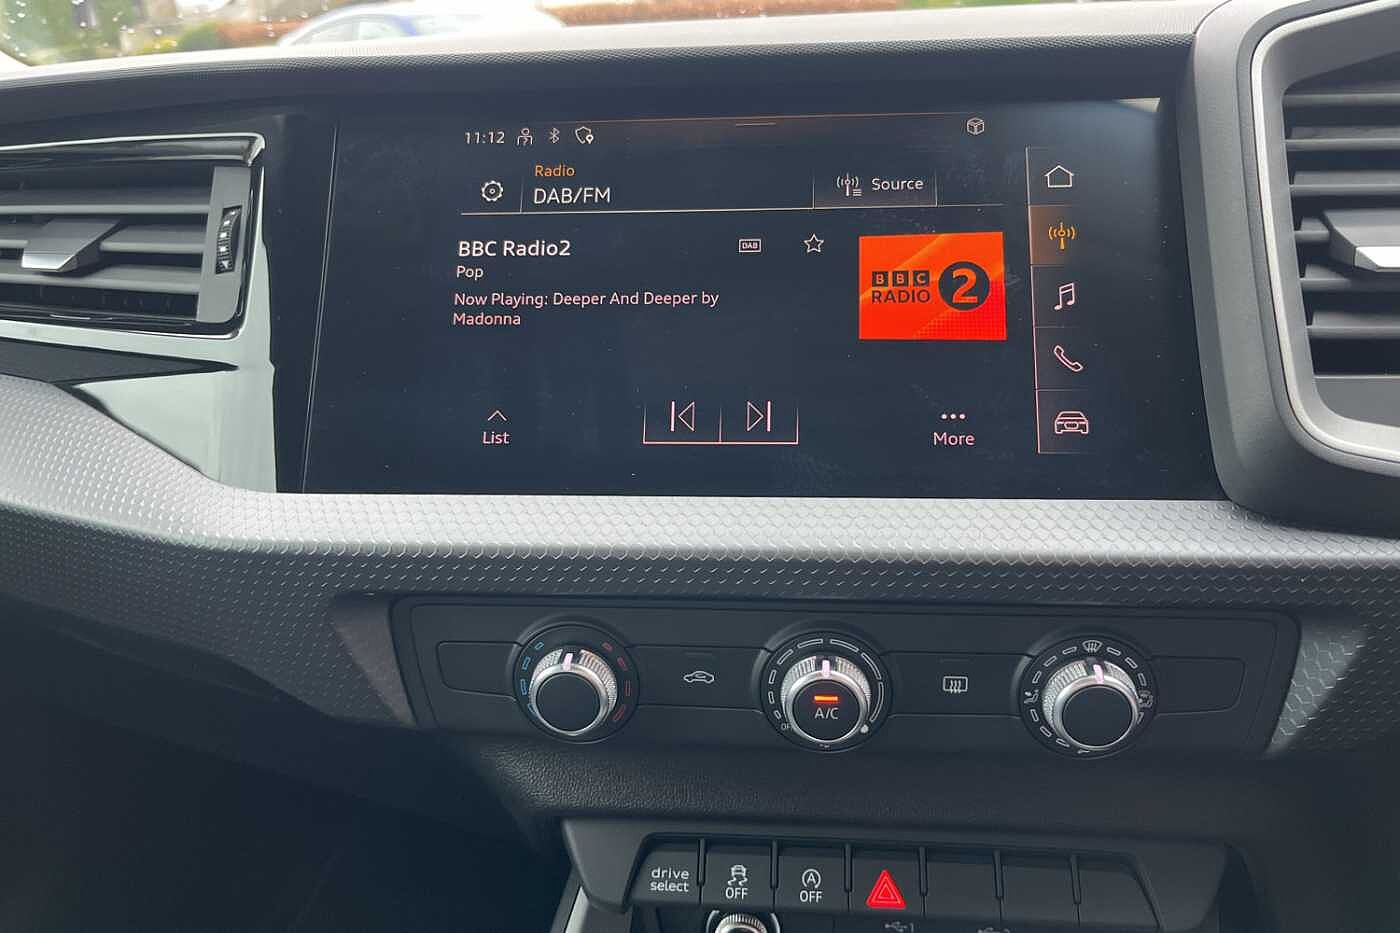 11:12
Radio
DAB/FM
Source
BBC Radio2
DAB
Pop
Now Playing: Deeper And Deeper by
Madonna
BBC
RADIO 2
List
More
A/C
drive
select
OFF
A
OFF